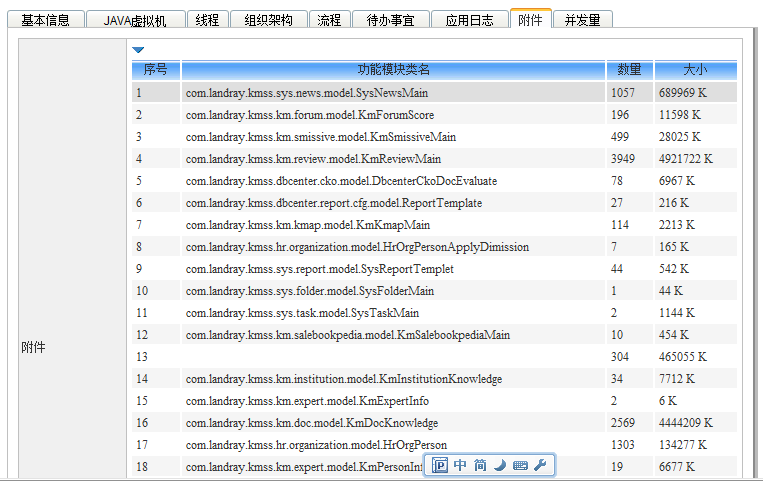 基本信息 JAVA虚拟机 线程 组织架构 流程 待办事宜 应用日志 附件 并发量
序号 功能模块类名 数量 大小
1 com.landray.kmss.sys.news.model.SysNewsMain 1057 689969 K
2 com.landray.kmss.km.forum.model.KmForumScore 196 11598 K
3 com.landray.kmss.km.smissive.model.KmSmissiveMain 499 28025 K
4 com.landray.kmss.km.review.model.KmReviewMain 3949 4921722 K
5 com.landray.kmss.dbcenter.cko.model.DbcenterCkoDocEvaluate 78 6967 K
6 com.landray.kmss.dbcenter.report.cfg.model.ReportTemplate 27 216 K
7 com.landray.kmss.km.kmap.model.KmKmapMain 114 2213 K
8 com.landray.kmss.hr.organization.model.HrOrgPersonApplyDimission 7 165 K
9 com.landray.kmss.sys.report.model.SysReportTemplet 44 542 K
10 com.landray.kmss.sys.folder.model.SysFolderMain 1 44 K
11 com.landray.kmss.sys.task.model.SysTaskMain 2 1144 K
12 com.landray.kmss.km.salebookpedia.model.KmSalebookpediaMain 10 454 K
附件
13 304 465055 K
14 com.landray.kmss.km.institution.model.KmInstitutionKnowledge 34 7712 K
15 com.landray.kmss.km.expert.model.KmExpertInfo 2 6 K
16 com.landray.kmss.km.doc.model.KmDocKnowledge 2569 4444209 K
17 com.landray.kmss.hr.organization.model.HrOrgPerson 1303 134277 K
18 com.landray.kmss.km.expert.model.KmPersonIn 19 6677 K
P 中 简